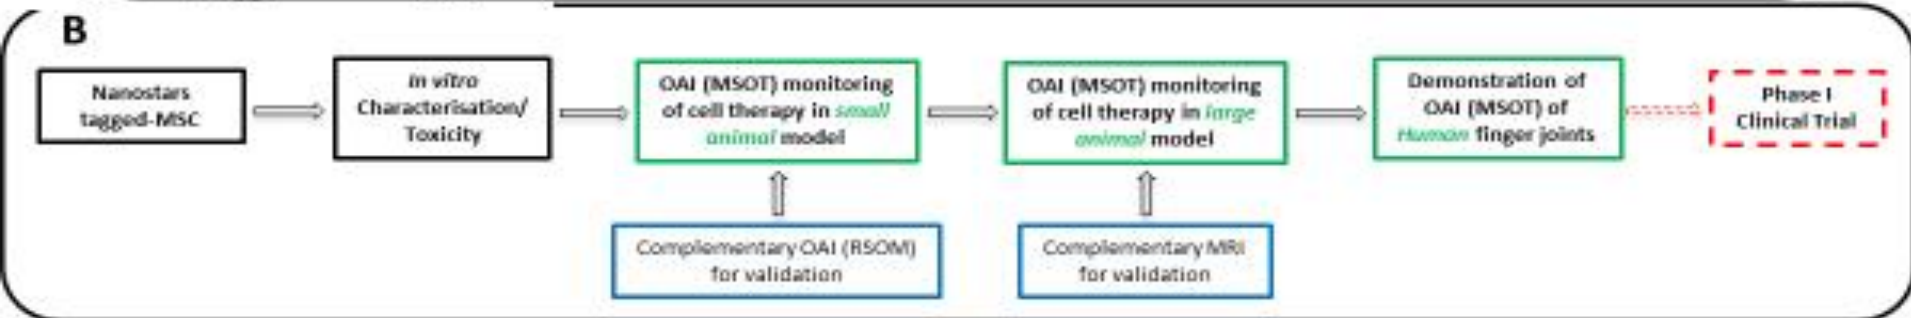 B
Nanostars
tagged-MSC
In vitro
Characterisation/
Toxicity
OAI (MSOT) monitoring
of cell therapy in small
animal model
OAI (MSOT) monitoring
of cell therapy in large
animal model
Demonstration of
OAI (MSOT) of
Human finger joints
Phase I
Clinical Trial
Complementary OAI (RSOM)
for validation
Complementary MRI
for validation